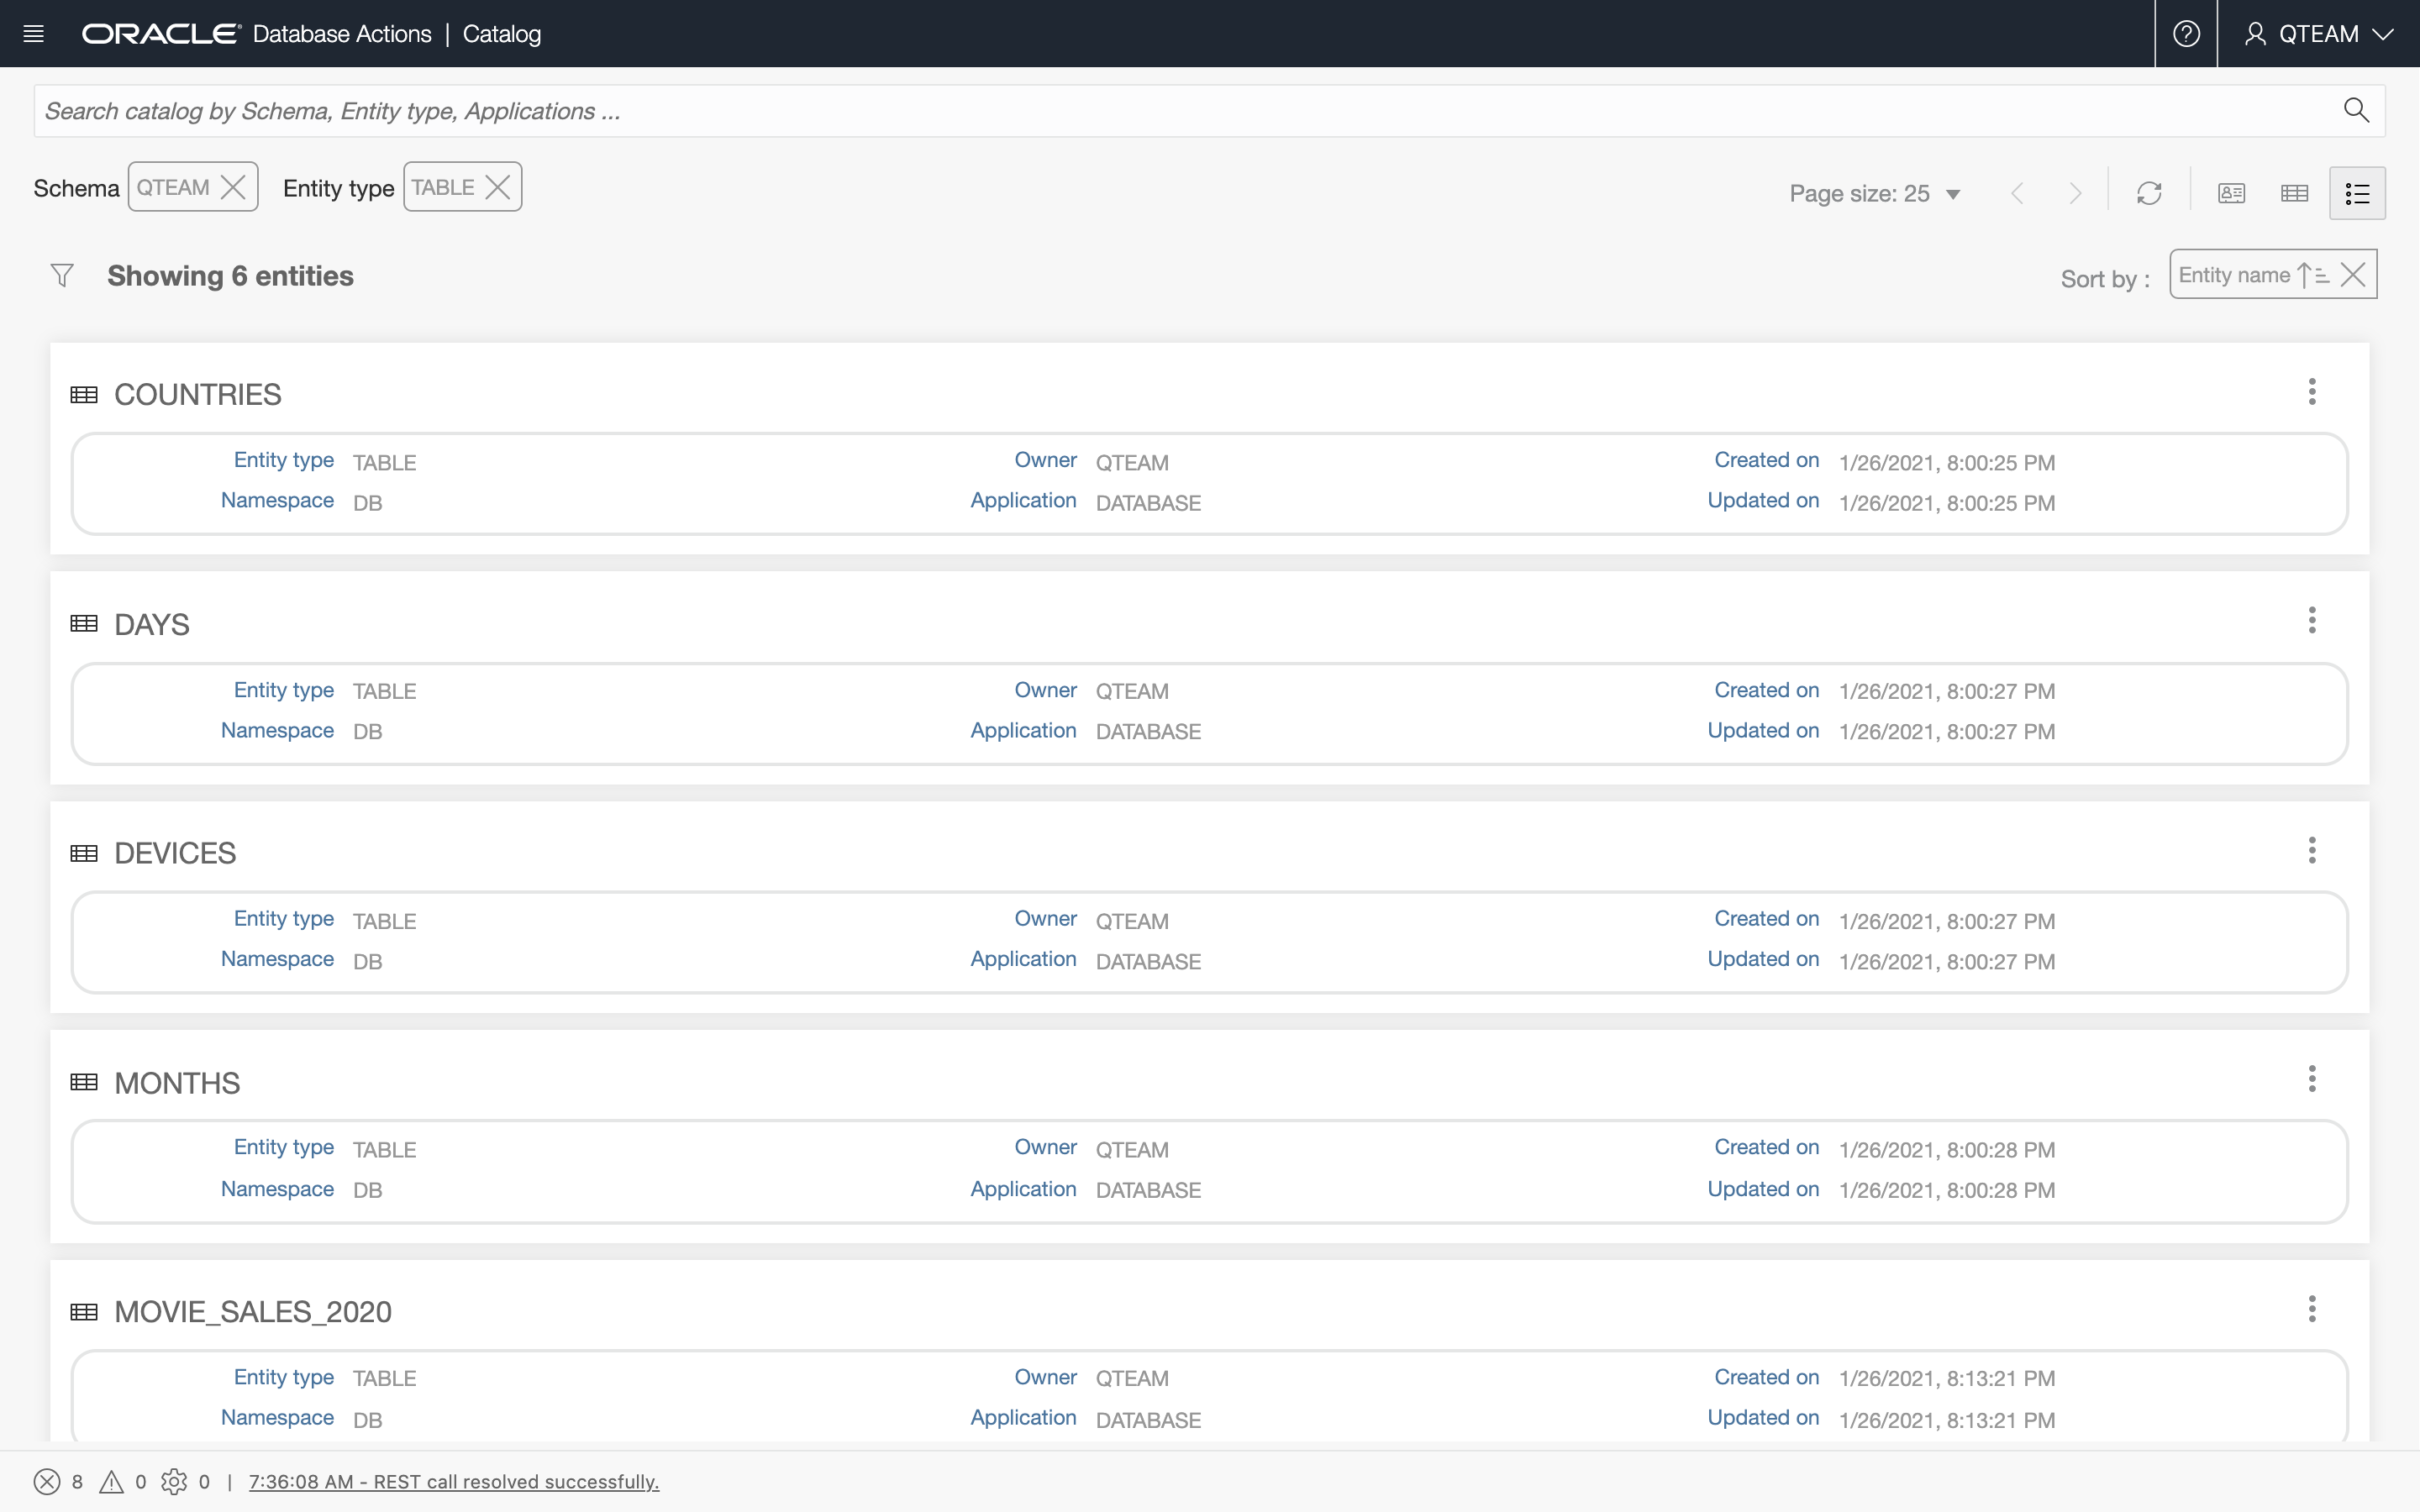 ORACLE Database Actions | Catalog QTEAM
Search catalog by Schema, Entity type, Applications ...
Schema QTEAM Entity type TABLE Page size: 25
Showing 6 entities Sort by : Entity name
COUNTRIES
Entity type TABLE Owner QTEAM Created on 1/26/2021, 8:00:25 PM
Namespace DB Application DATABASE Updated on 1/26/2021, 8:00:25 PM
DAYS
Entity type TABLE Owner QTEAM Created on 1/26/2021, 8:00:27 PM
Namespace DB Application DATABASE Updated on 1/26/2021, 8:00:27 PM
DEVICES
Entity type TABLE Owner QTEAM Created on 1/26/2021, 8:00:27 PM
Namespace DB Application DATABASE Updated on 1/26/2021, 8:00:27 PM
MONTHS
Entity type TABLE Owner QTEAM Created on 1/26/2021, 8:00:28 PM
Namespace DB Application DATABASE Updated on 1/26/2021, 8:00:28 PM
MOVIE_SALES_2020
Entity type TABLE Owner QTEAM Created on 1/26/2021, 8:13:21 PM
Namespace DB Application DATABASE Updated on 1/26/2021, 8:13:21 PM
8 0 0 | 7:36:08 AM - REST call resolved successfully.